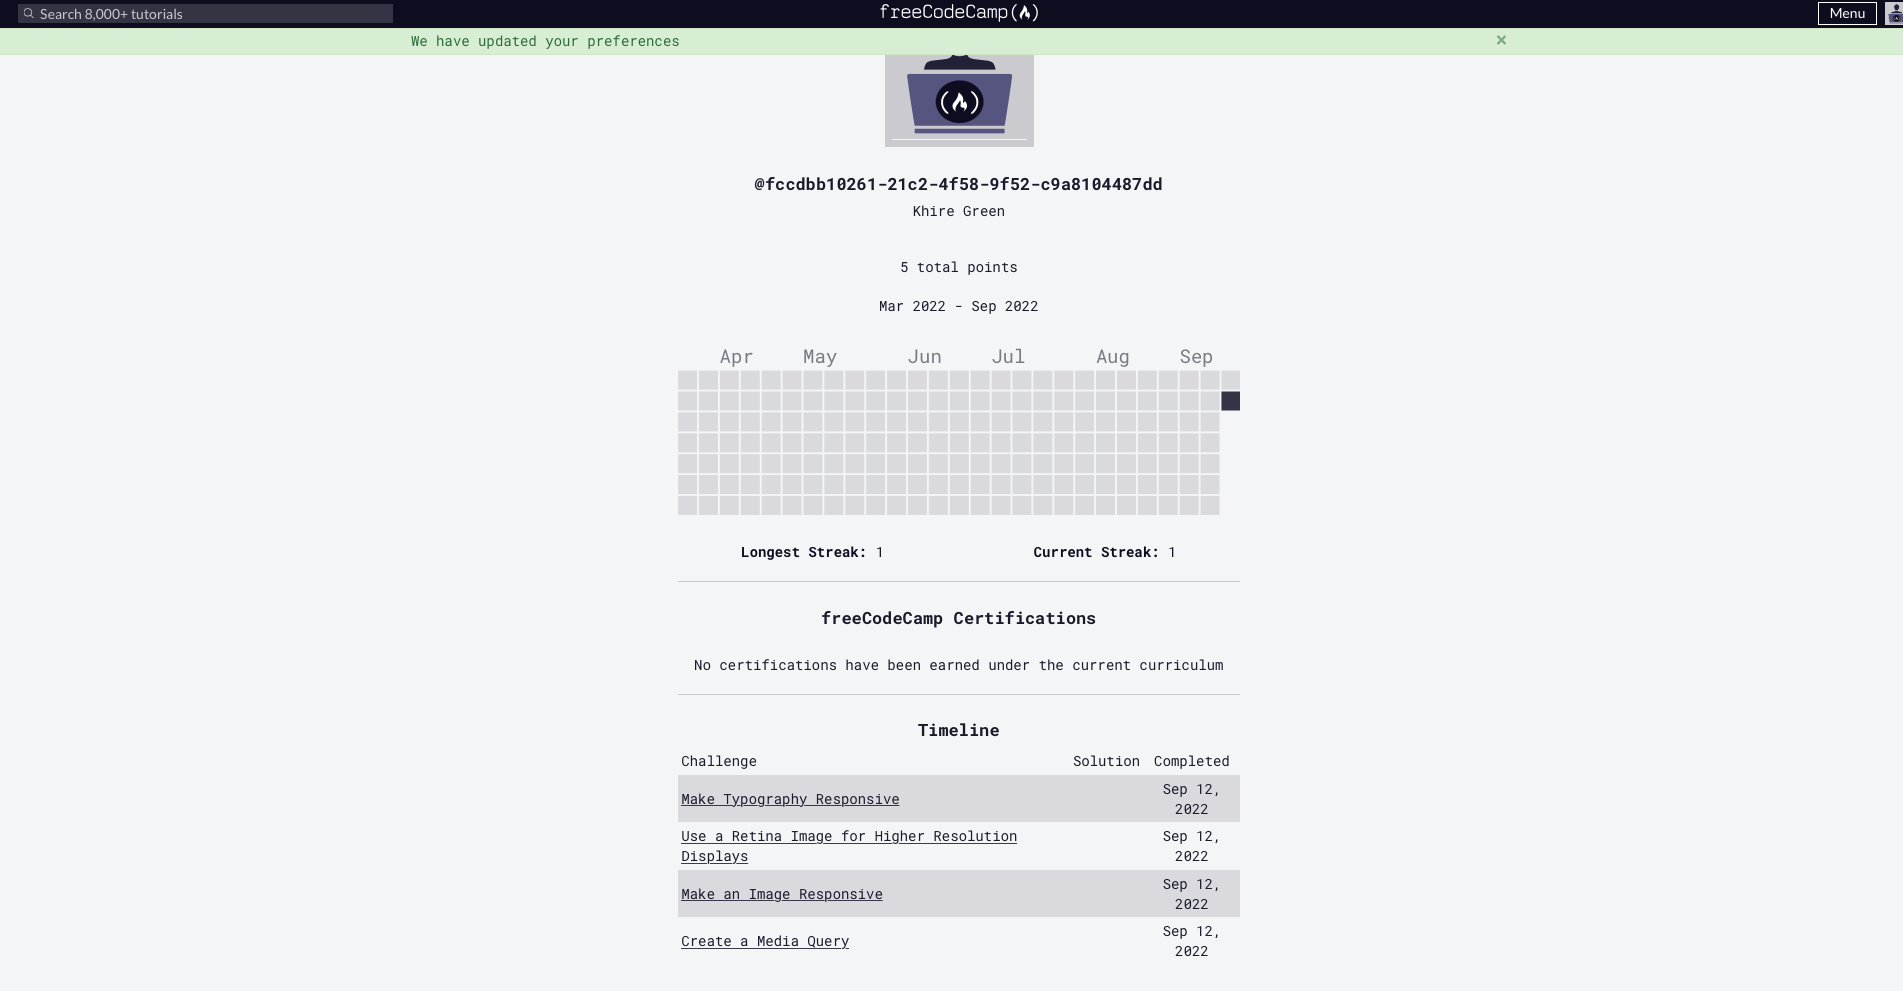 Search 8,000+ tutorials
freeCodeCamp
Menu
We have updated your preferences
×
@fccdbb10261-21c2-4f58-9f52-c9a8104487dd
Khire Green
5 total points
Mar 2022 - Sep 2022
Apr May Jun Jul Aug Sep
Longest Streak: 1 Current Streak: 1
freeCodeCamp Certifications
No certifications have been earned under the current curriculum
Timeline
Challenge Solution Completed
Make Typography Responsive Sep 12,
2022
Use a Retina Image for Higher Resolution Sep 12,
Displays 2022
Make an Image Responsive Sep 12,
2022
Create a Media Query Sep 12,
2022